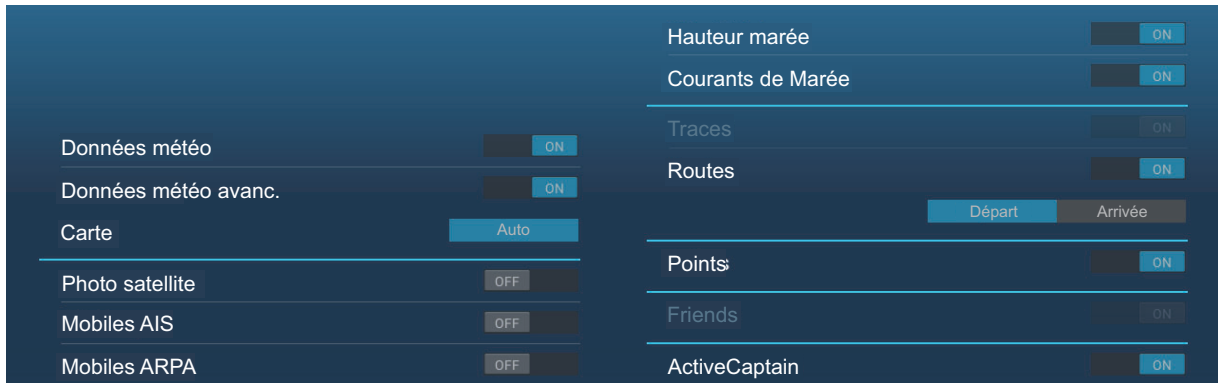 Données météo ON
Données météo avanc. ON
Carte Auto
Photo satellite OFF
Mobiles AIS OFF
Mobiles ARPA OFF
Hauteur marée ON
Courants de Marée ON
Traces ON
Routes ON
Départ Arrivée
Points ON
Friends ON
ActiveCaptain ON